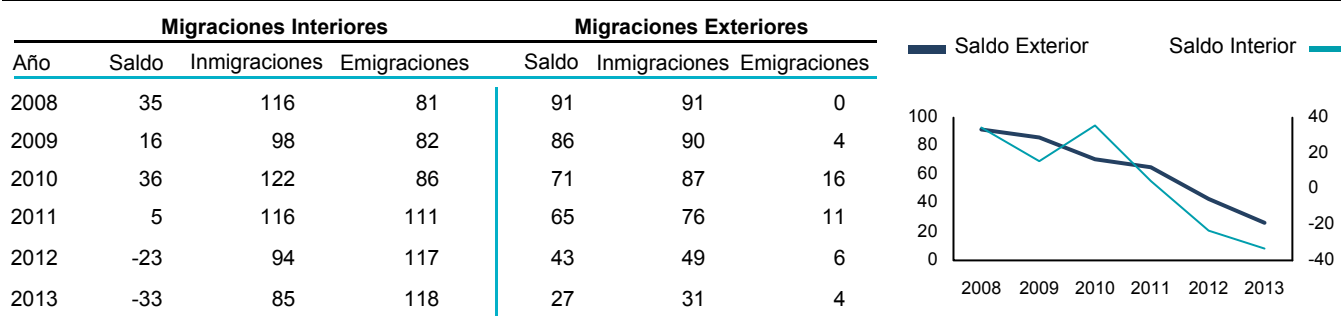 Migraciones Interiores Migraciones Exteriores
Año Saldo Inmigraciones Emigraciones Saldo Inmigraciones Emigraciones
2008 35 116 81 91 91 0
2009 16 98 82 86 90 4
2010 36 122 86 71 87 16
2011 5 116 111 65 76 11
2012 -23 94 117 43 49 6
2013 -33 85 118 27 31 4
Saldo Exterior Saldo Interior
100 40
80 20
60 0
40 -20
20 -40
0
2008 2009 2010 2011 2012 2013